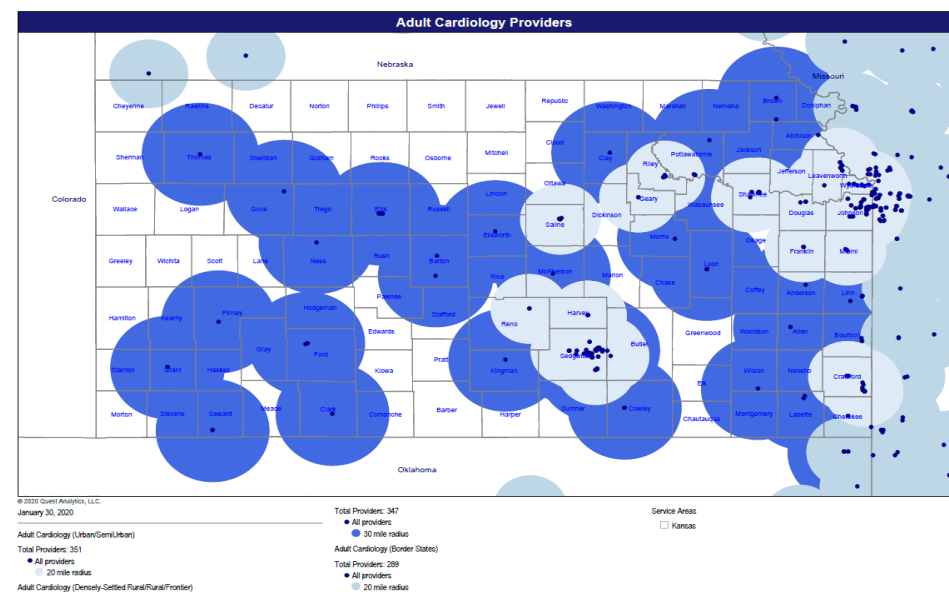 Adult Cardiology Providers
Nebraska
Missouri
Colorado
Oklahoma
Cheyenne Rawlins Decatur Norton Phillips Smith Jewell Republic Washington Marshall Nemaha Brown Doniphan
Cloud Atchison
Sherman Thomas Sheridan Graham Rooks Osborne Mitchell Clay Riley Pottawatomie Jackson
Jefferson Leavenworth
Ottawa
Wallace Logan Gove Trego Ellis Russell Lincoln Saline Dickinson Geary Wabaunsee Shawnee Douglas Johnson
Ellsworth Morris Osage Franklin Miami
Greeley Wichita Scott Lane Ness Rush Barton Rice McPherson Marion Chase Lyon Coffey Anderson Linn
Pawnee
Hamilton Kearny Finney Hodgeman Stafford Reno Harvey
Edwards Greenwood Woodson Allen Bourbon
Gray Ford Pratt Sedgwick Butler
Stanton Grant Haskell Kiowa Kingman Elk Wilson Neosho Crawford
Morton Stevens Seward Meade Clark Comanche Barber Harper Sumner Cowley Chautauqua Montgomery Labette Cherokee
© 2020 Quest Analytics, LLC.
January 30, 2020
Adult Cardiology (Urban/SemiUrban)
Total Providers: 351
All providers
20 mile radius
Adult Cardiology (Densely-Settled Rural/Rural/Frontier)
Total Providers: 347
All providers
30 mile radius
Adult Cardiology (Border States)
Total Providers: 289
All providers
20 mile radius
Service Areas
Kansas